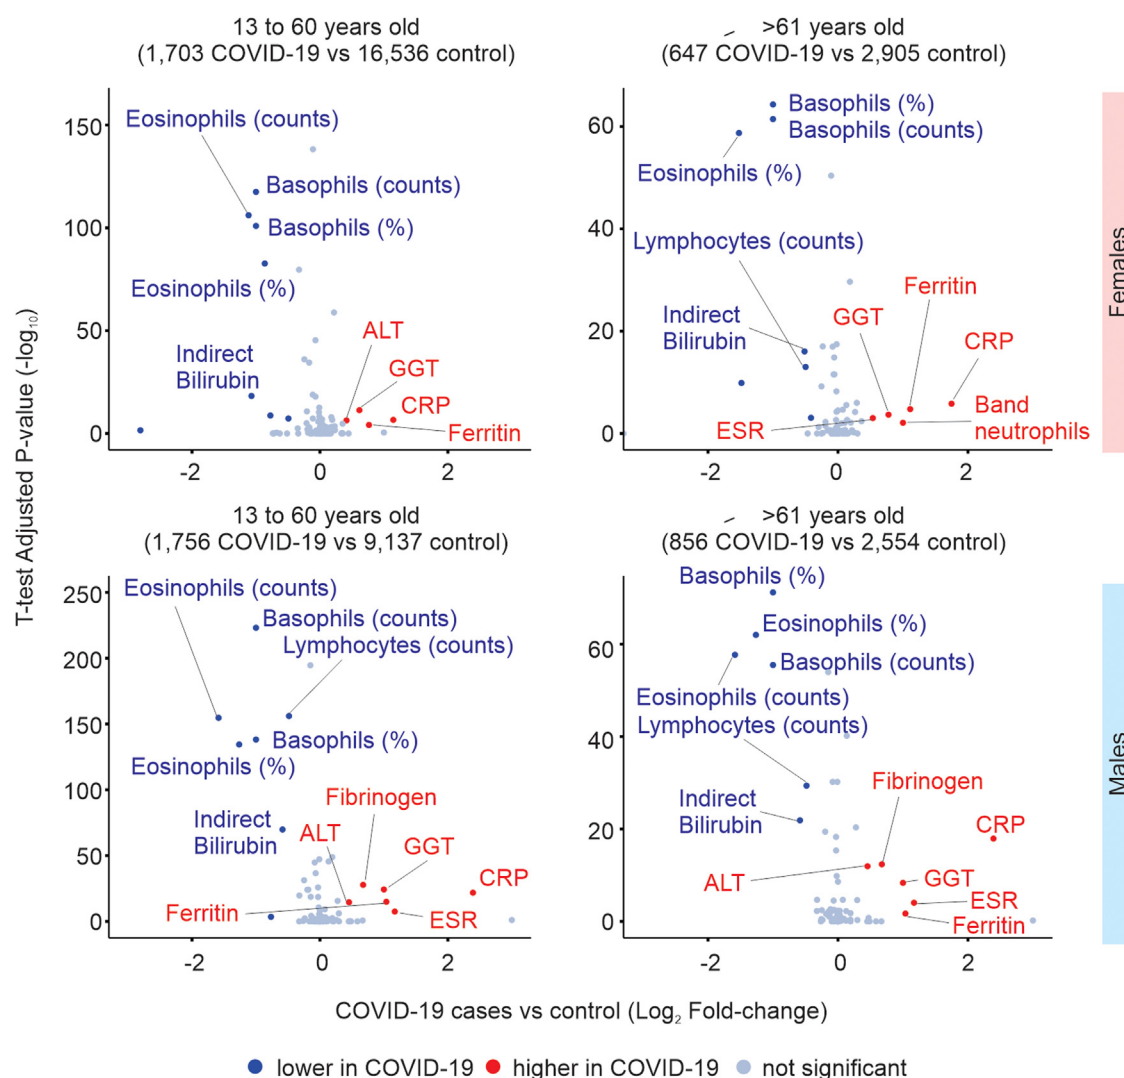 13 to 60 years old
(1,703 COVID-19 vs 16,536 control)
>61 years old
(647 COVID-19 vs 2,905 control)
Eosinophils (counts)
Basophils (counts)
Basophils (%)
Eosinophils (%)
Indirect
Bilirubin
ALT
GGT
CRP
Ferritin
150
100
50
0
-2
0
2
Basophils (%)
Basophils (counts)
Eosinophils (%)
Lymphocytes (counts)
Indirect
Bilirubin
Ferritin
GGT
CRP
ESR
Band
neutrophils
60
40
20
0
-2
0
2
Females
T-test Adjusted P-value (-log₁₀)
13 to 60 years old
(1,756 COVID-19 vs 9,137 control)
>61 years old
(856 COVID-19 vs 2,554 control)
Eosinophils (counts)
Basophils (counts)
Lymphocytes (counts)
Basophils (%)
Eosinophils (%)
Indirect
Bilirubin
Fibrinogen
ALT
GGT
CRP
Ferritin
ESR
250
200
150
100
50
0
-2
0
2
Basophils (%)
Eosinophils (%)
Basophils (counts)
Eosinophils (counts)
Lymphocytes (counts)
Indirect
Bilirubin
Fibrinogen
CRP
ALT
GGT
ESR
Ferritin
60
40
20
0
-2
0
2
Males
COVID-19 cases vs control (Log₂ Fold-change)
lower in COVID-19 higher in COVID-19 not significant